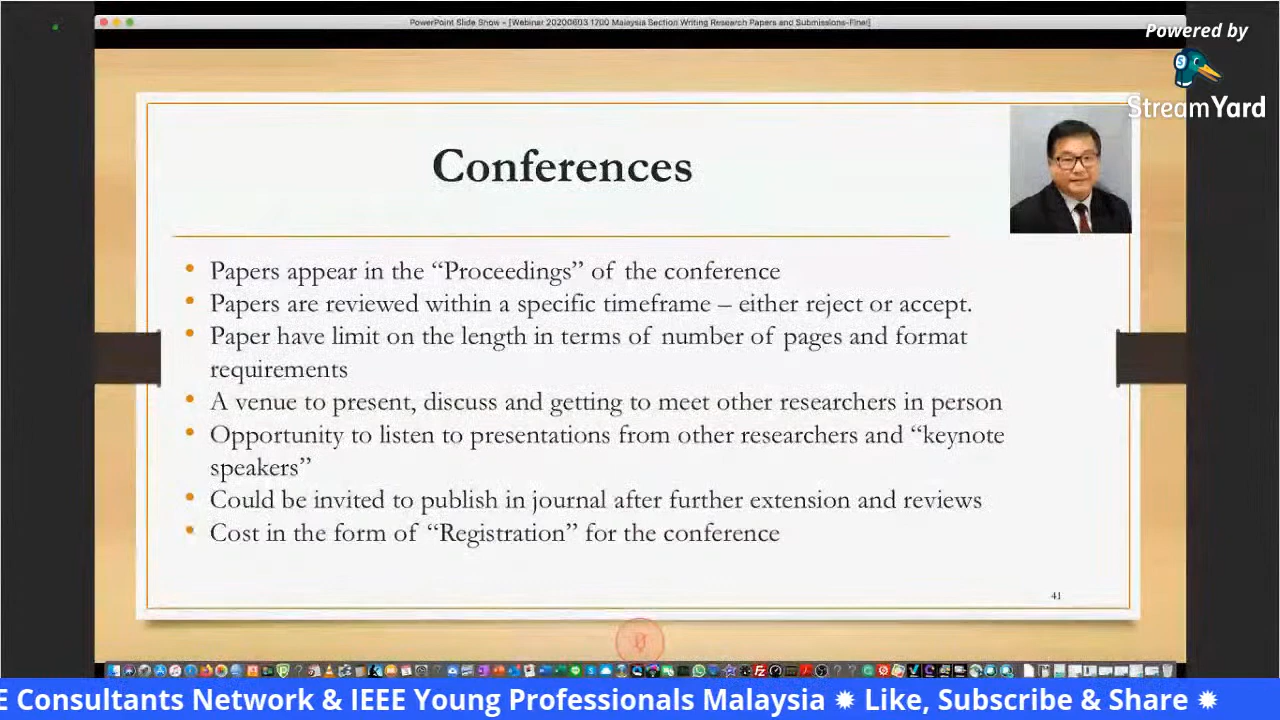 PowerPoint Slide Show - [Webinar 20200603 1700 Malaysia Section Writing Research Papers and Submissions-Final]
Powered by
StreamYard
Conferences
• Papers appear in the “Proceedings” of the conference
• Papers are reviewed within a specific timeframe – either reject or accept.
• Paper have limit on the length in terms of number of pages and format
requirements
• A venue to present, discuss and getting to meet other researchers in person
• Opportunity to listen to presentations from other researchers and “keynote
speakers”
• Could be invited to publish in journal after further extension and reviews
• Cost in the form of “Registration” for the conference
41
E Consultants Network & IEEE Young Professionals Malaysia ✹ Like, Subscribe & Share ✹